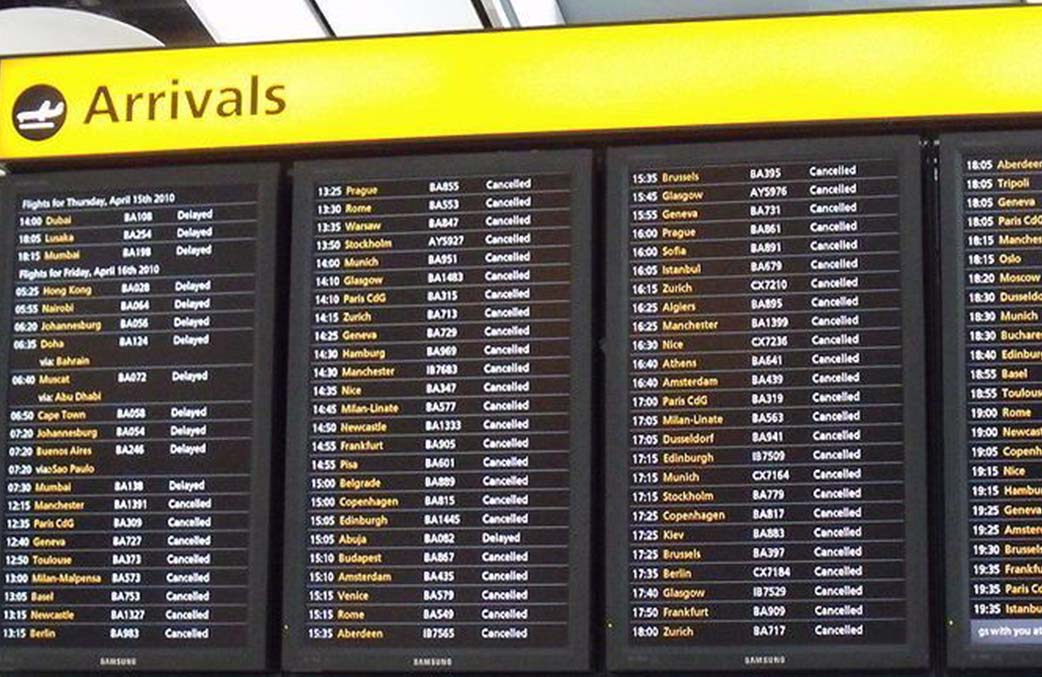 Arrivals
Flights for Thursday, April 15th 2010
14:00 Dubai BA108 Delayed
18:05 Lusaka BA254 Delayed
18:15 Mumbai BA198 Delayed
Flights for Friday, April 16th 2010
05:25 Hong Kong BA028 Delayed
05:55 Nairobi BA064 Delayed
06:20 Johannesburg BA056 Delayed
06:35 Doha BA124 Delayed
via: Bahrain
06:40 Muscat BA072 Delayed
via: Abu Dhabi
06:50 Cape Town BA058 Delayed
07:20 Johannesburg BA054 Delayed
07:20 Buenos Aires BA246 Delayed
07:20 via:Sao Paulo
07:30 Mumbai BA138 Delayed
12:15 Manchester BA1391 Cancelled
12:35 Paris CdG BA309 Cancelled
12:40 Geneva BA727 Cancelled
12:50 Toulouse BA373 Cancelled
13:00 Milan-Malpensa BA573 Cancelled
13:05 Basel BA753 Cancelled
13:15 Newcastle BA1327 Cancelled
13:15 Berlin BA983 Cancelled
SAMSUNG
13:25 Prague BA855 Cancelled
13:30 Rome BA553 Cancelled
13:35 Warsaw BA847 Cancelled
13:50 Stockholm AY5927 Cancelled
14:00 Munich BA951 Cancelled
14:10 Glasgow BA1483 Cancelled
14:10 Paris CdG BA315 Cancelled
14:15 Zurich BA713 Cancelled
14:25 Geneva BA729 Cancelled
14:30 Hamburg BA969 Cancelled
14:30 Manchester IB7683 Cancelled
14:35 Nice BA347 Cancelled
14:45 Milan-Linate BA577 Cancelled
14:50 Newcastle BA1333 Cancelled
14:55 Frankfurt BA905 Cancelled
14:55 Pisa BA601 Cancelled
15:00 Belgrade BA889 Cancelled
15:00 Copenhagen BA815 Cancelled
15:05 Edinburgh BA1445 Cancelled
15:05 Abuja BA082 Delayed
15:10 Budapest BA867 Cancelled
15:10 Amsterdam BA435 Cancelled
15:15 Venice BA579 Cancelled
15:15 Rome BA549 Cancelled
15:35 Aberdeen IB7565 Cancelled
SAMSUNG
15:35 Brussels BA395 Cancelled
15:45 Glasgow AY5976 Cancelled
15:55 Geneva BA731 Cancelled
16:00 Prague BA861 Cancelled
16:00 Sofia BA891 Cancelled
16:05 Istanbul BA679 Cancelled
16:15 Zurich CX7210 Cancelled
16:25 Algiers BA895 Cancelled
16:25 Manchester BA1399 Cancelled
16:30 Nice CX7236 Cancelled
16:40 Athens BA641 Cancelled
16:40 Amsterdam BA439 Cancelled
17:00 Paris CdG BA319 Cancelled
17:05 Milan-Linate BA563 Cancelled
17:05 Dusseldorf BA941 Cancelled
17:15 Edinburgh IB7509 Cancelled
17:15 Munich CX7164 Cancelled
17:15 Stockholm BA779 Cancelled
17:25 Copenhagen BA817 Cancelled
17:25 Kiev BA883 Cancelled
17:25 Brussels BA397 Cancelled
17:35 Berlin CX7184 Cancelled
17:40 Glasgow IB7529 Cancelled
17:50 Frankfurt BA909 Cancelled
18:00 Zurich BA717 Cancelled
SAMSUNG
18:05 Aberdeen
18:05 Tripoli
18:05 Geneva
18:05 Paris CdG
18:15 Manches
18:15 Oslo
18:20 Moscow
18:30 Dusseldo
18:30 Munich
18:30 Buchare
18:40 Edinbur
18:55 Basel
18:55 Toulous
19:00 Rome
19:00 Newcast
19:05 Copenh
19:15 Nice
19:15 Hambu
19:25 Geneva
19:25 Amster
19:30 Brussels
19:35 Frankfu
19:35 Paris Cd
19:35 Istanbu
gs with you at